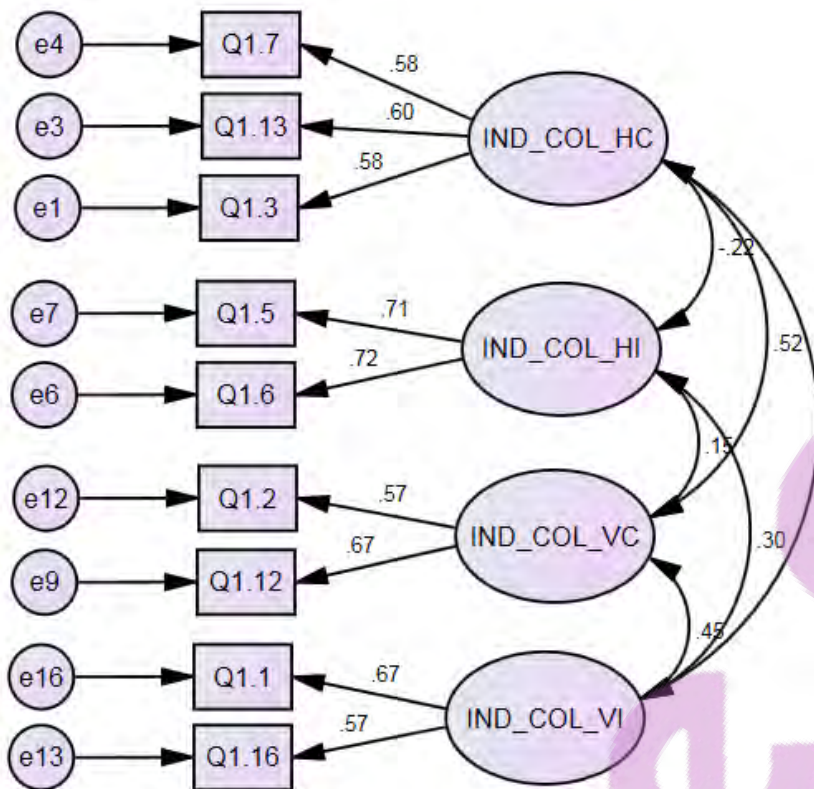 e4 Q1.7 .58
e3 Q1.13 .60 IND_COL_HC
e1 Q1.3 .58
-.22
e7 Q1.5 .71
IND_COL_HI .52
e6 Q1.6 .72
.15
e12 Q1.2 .57
IND_COL_VC .30
e9 Q1.12 .67
.45
e16 Q1.1 .67
IND_COL_VI
e13 Q1.16 .57